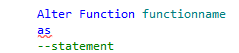 Alter Function functionname
as
--statement